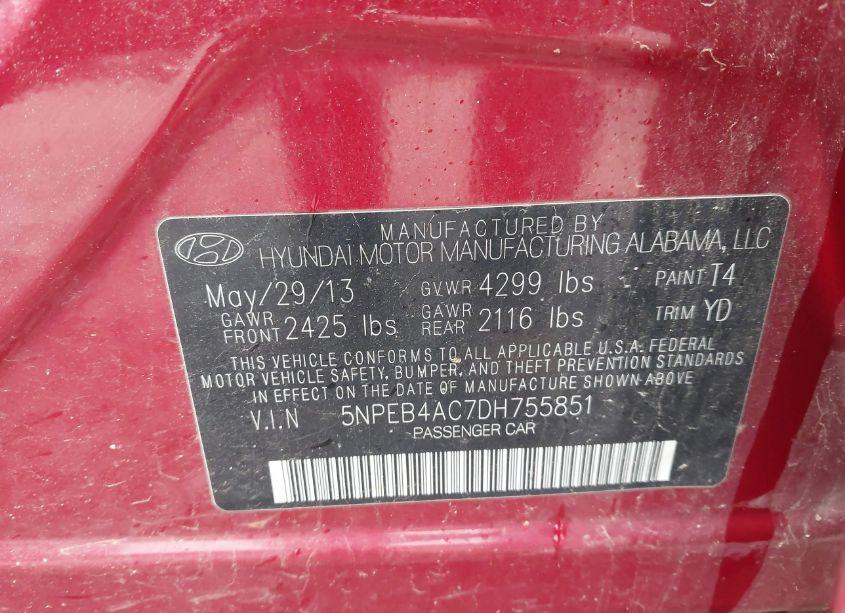 MANUFACTURED BY
HYUNDAI MOTOR MANUFACTURING ALABAMA, LLC
May/29/13 GVWR 4299 lbs PAINT T4
GAWR FRONT 2425 lbs GAWR REAR 2116 lbs TRIM YD
THIS VEHICLE CONFORMS TO ALL APPLICABLE U.S.A. FEDERAL
MOTOR VEHICLE SAFETY, BUMPER, AND THEFT PREVENTION STANDARDS
IN EFFECT ON THE DATE OF MANUFACTURE SHOWN ABOVE.
V.I.N 5NPEB4AC7DH755851
PASSENGER CAR